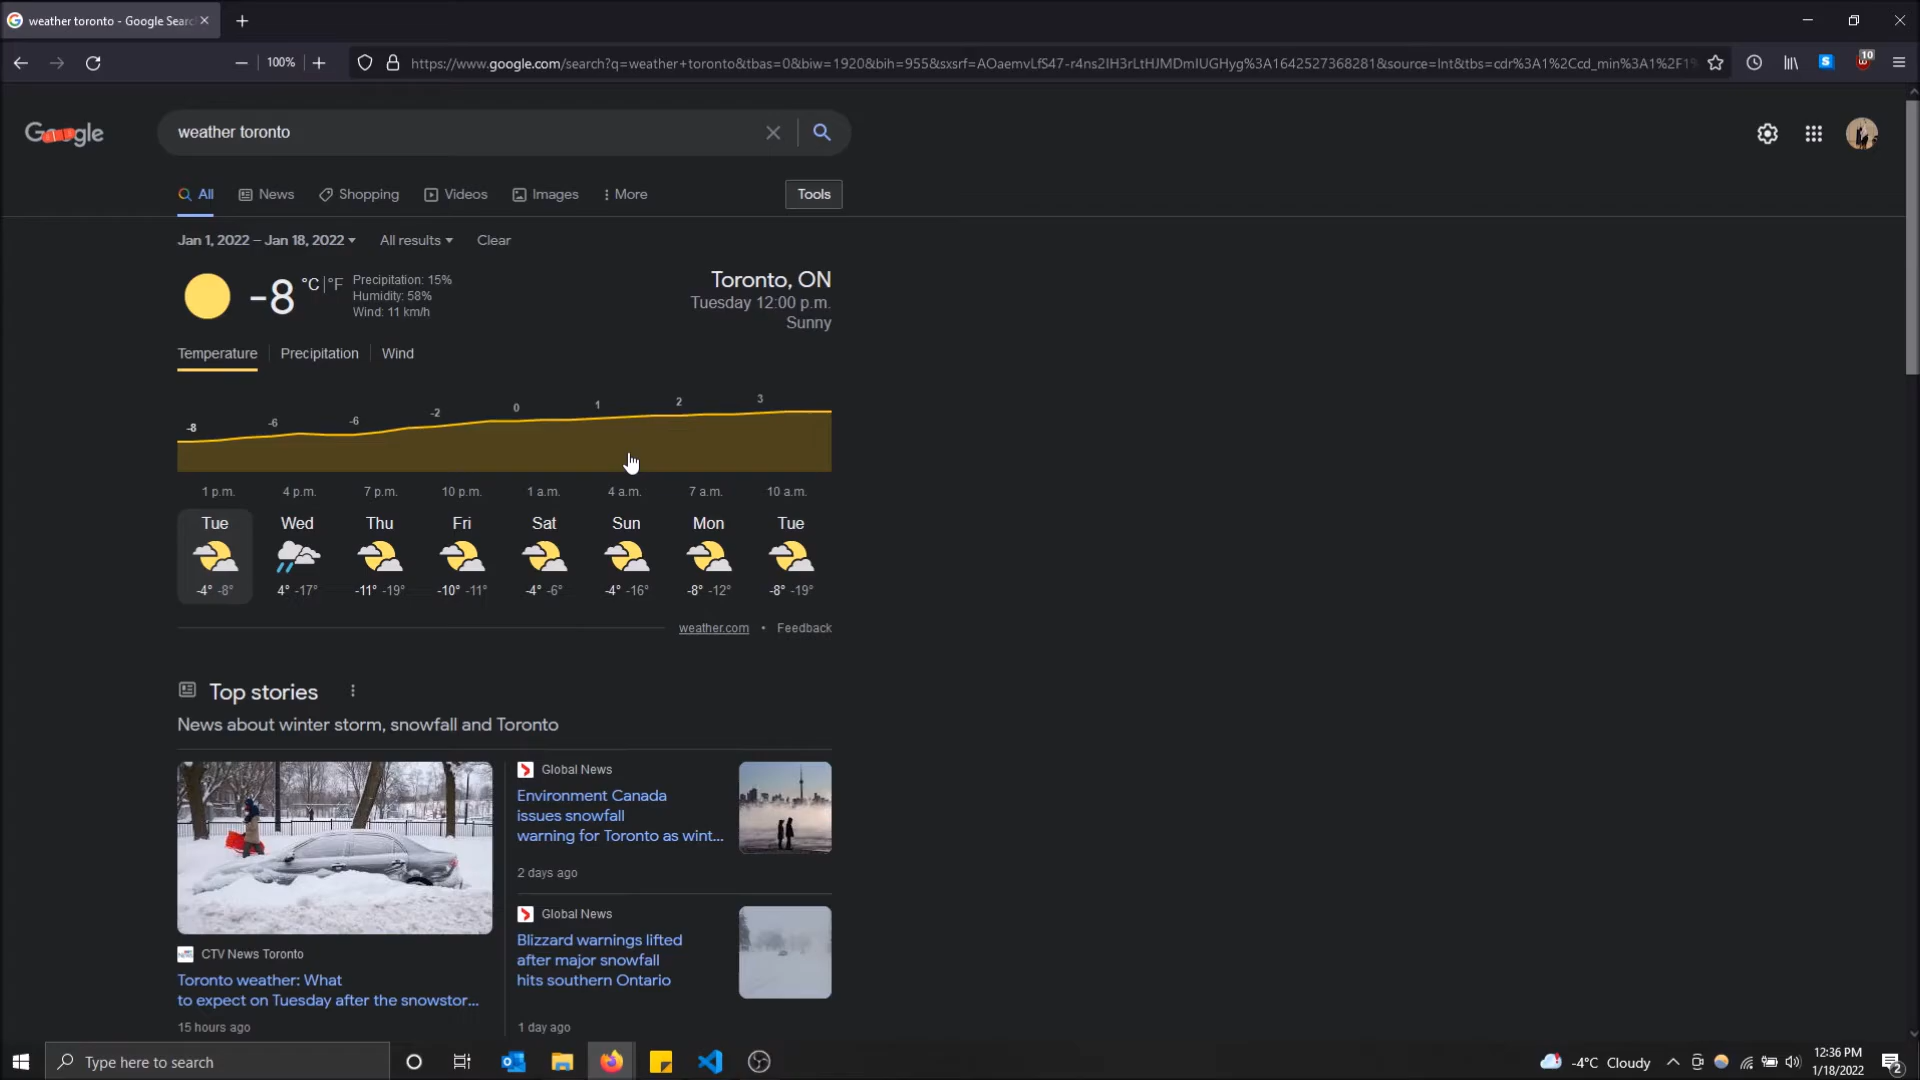 weather toronto - Google Searc
100%
https://www.google.com/search?q=weather+toronto&tbas=0&biw=1920&bih=955&sxsrf=AOaemvLfS47-r4ns2IH3rLtHJMDmIUGHyg%3A1642527368281&source=lnt&tbs=cdr%3A1%2Ccd_min%3A1%2F1%
10
Google
weather toronto
All
News
Shopping
Videos
Images
More
Tools
Jan 1, 2022 – Jan 18, 2022
All results
Clear
-8
°C | °F
Precipitation: 15%
Humidity: 58%
Wind: 11 km/h
Toronto, ON
Tuesday 12:00 p.m.
Sunny
Temperature
Precipitation
Wind
-8 -6 -6 -2 0 1 2 3
1 p.m. 4 p.m. 7 p.m. 10 p.m. 1 a.m. 4 a.m. 7 a.m. 10 a.m.
Tue Wed Thu Fri Sat Sun Mon Tue
-4° -8° 4° -17° -11° -19° -10° -11° -4° -6° -4° -16° -8° -12° -8° -19°
weather.com • Feedback
Top stories
News about winter storm, snowfall and Toronto
CTV News Toronto
Toronto weather: What
to expect on Tuesday after the snowstor...
15 hours ago
Global News
Environment Canada
issues snowfall
warning for Toronto as wint...
2 days ago
Global News
Blizzard warnings lifted
after major snowfall
hits southern Ontario
1 day ago
Type here to search
-4°C Cloudy
12:36 PM
1/18/2022
2